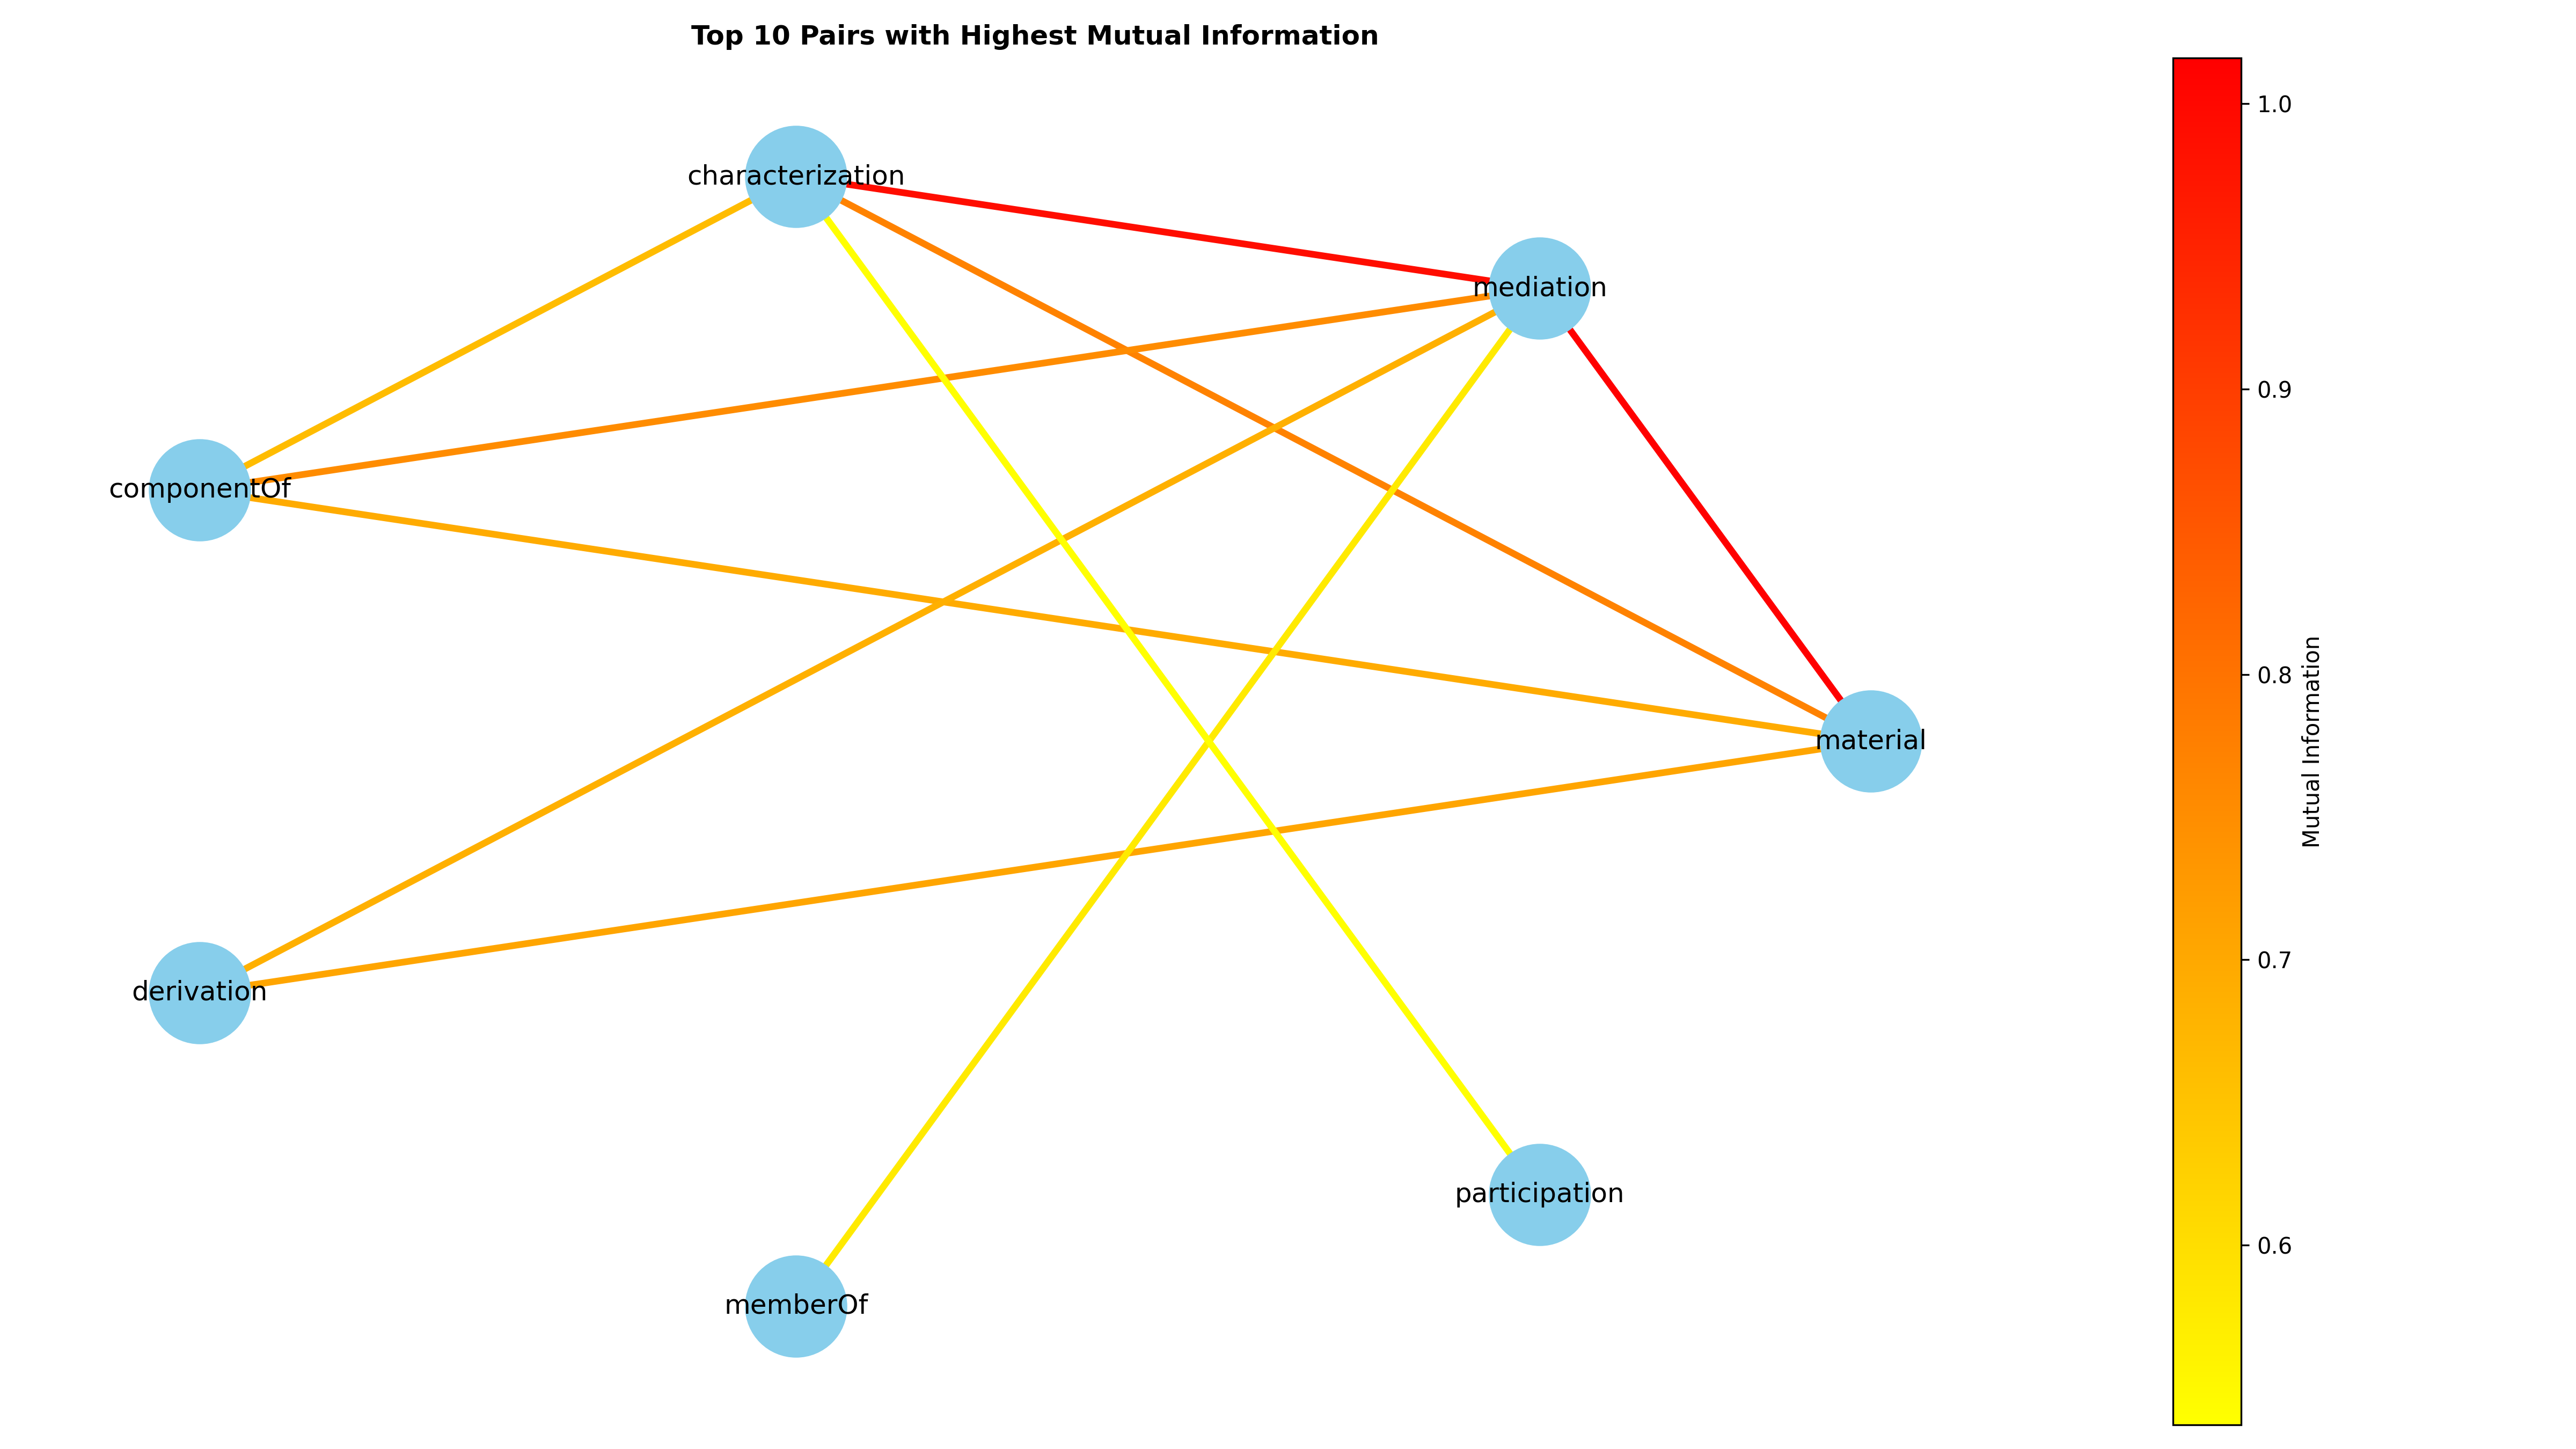 Top 10 Pairs with Highest Mutual Information
characterization
mediation
componentOf
material
derivation
participation
memberOf
1.0
0.9
0.8
0.7
0.6
Mutual Information